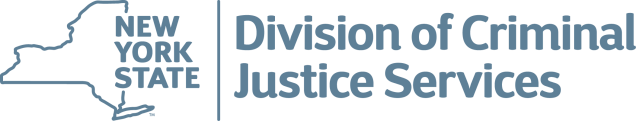 NEW
YORK
STATE
Division of Criminal
Justice Services